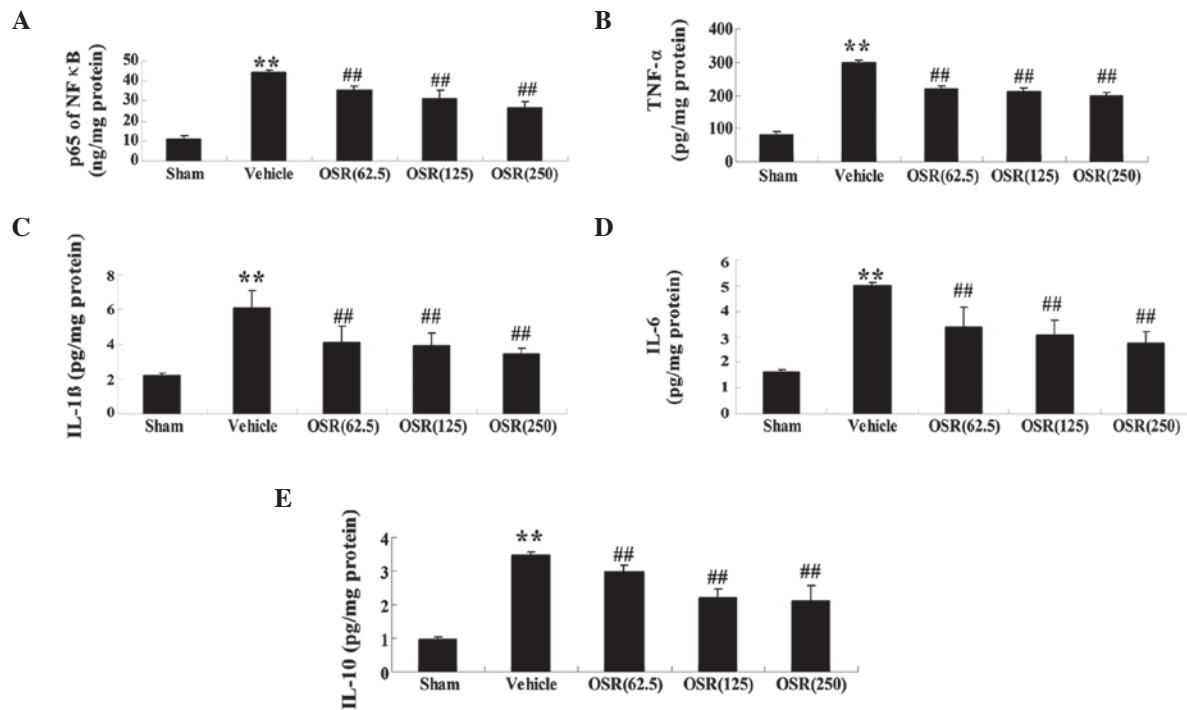 A
p65 of NF κB
(ng/mg protein)
50
40
30
20
10
0
**
##
##
##
Sham Vehicle OSR(62.5) OSR(125) OSR(250)
B
TNF-α
(pg/mg protein)
400
300
200
100
0
**
##
##
##
Sham Vehicle OSR(62.5) OSR(125) OSR(250)
C
IL-1ß (pg/mg protein)
8
6
4
2
0
**
##
##
##
Sham Vehicle OSR(62.5) OSR(125) OSR(250)
D
IL-6
(pg/mg protein)
6
5
4
3
2
1
0
**
##
##
##
Sham Vehicle OSR(62.5) OSR(125) OSR(250)
E
IL-10 (pg/mg protein)
4
3
2
1
0
**
##
##
##
Sham Vehicle OSR(62.5) OSR(125) OSR(250)